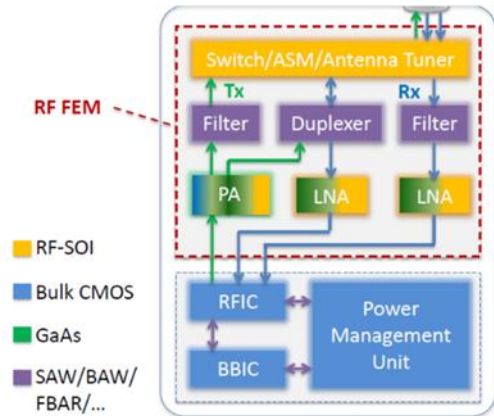 Switch/ASM/Antenna Tuner
Tx
Rx
RF FEM
Filter
Duplexer
Filter
PA
LNA
LNA
RF-SOI
Bulk CMOS
GaAs
SAW/BAW/
FBAR/...
RFIC
BBIC
Power
Management
Unit